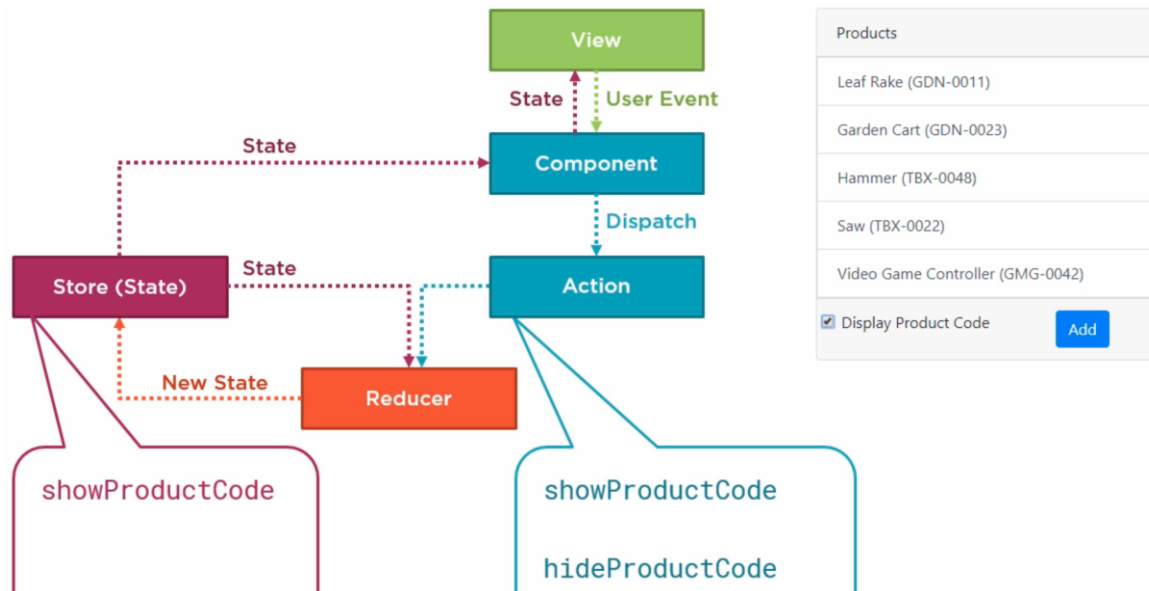 View
State
User Event
State
Component
Dispatch
Store (State)
State
Action
New State
Reducer
showProductCode
showProductCode
hideProductCode
Products
Leaf Rake (GDN-0011)
Garden Cart (GDN-0023)
Hammer (TBX-0048)
Saw (TBX-0022)
Video Game Controller (GMG-0042)
Display Product Code
Add